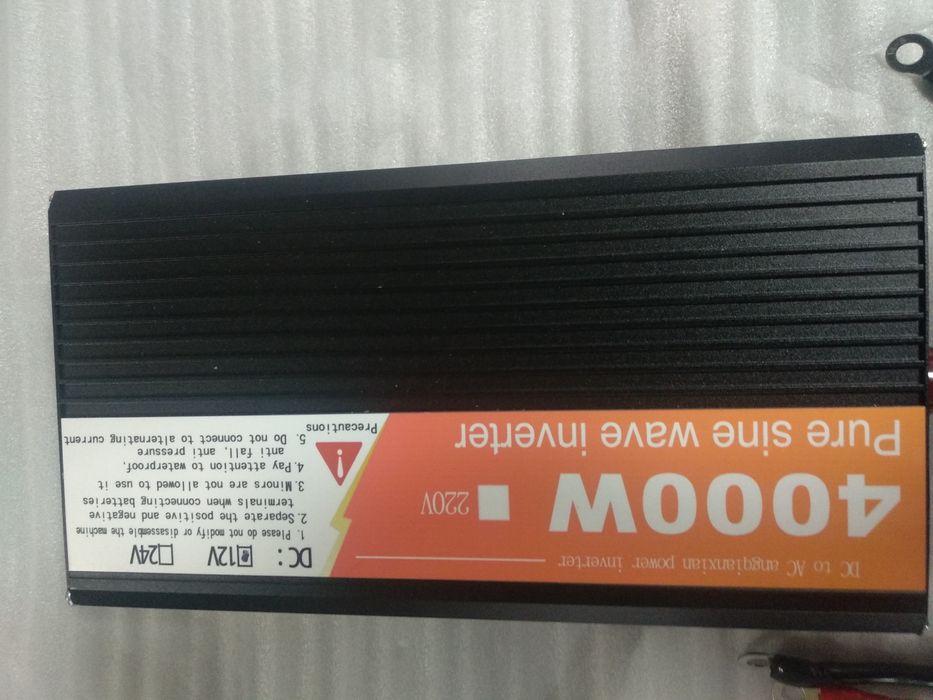 DC to AC angqianxian power inverter
4000W
220V
Pure sine wave inverter
DC: 12V 24V
1. Please do not modify or disassemble the machine
2. Separate the positive and negative
terminals when connecting batteries
3. Minors are not allowed to use it
4. Pay attention to waterproof,
anti fall, anti pressure
5. Do not connect to alternating current
Precautions